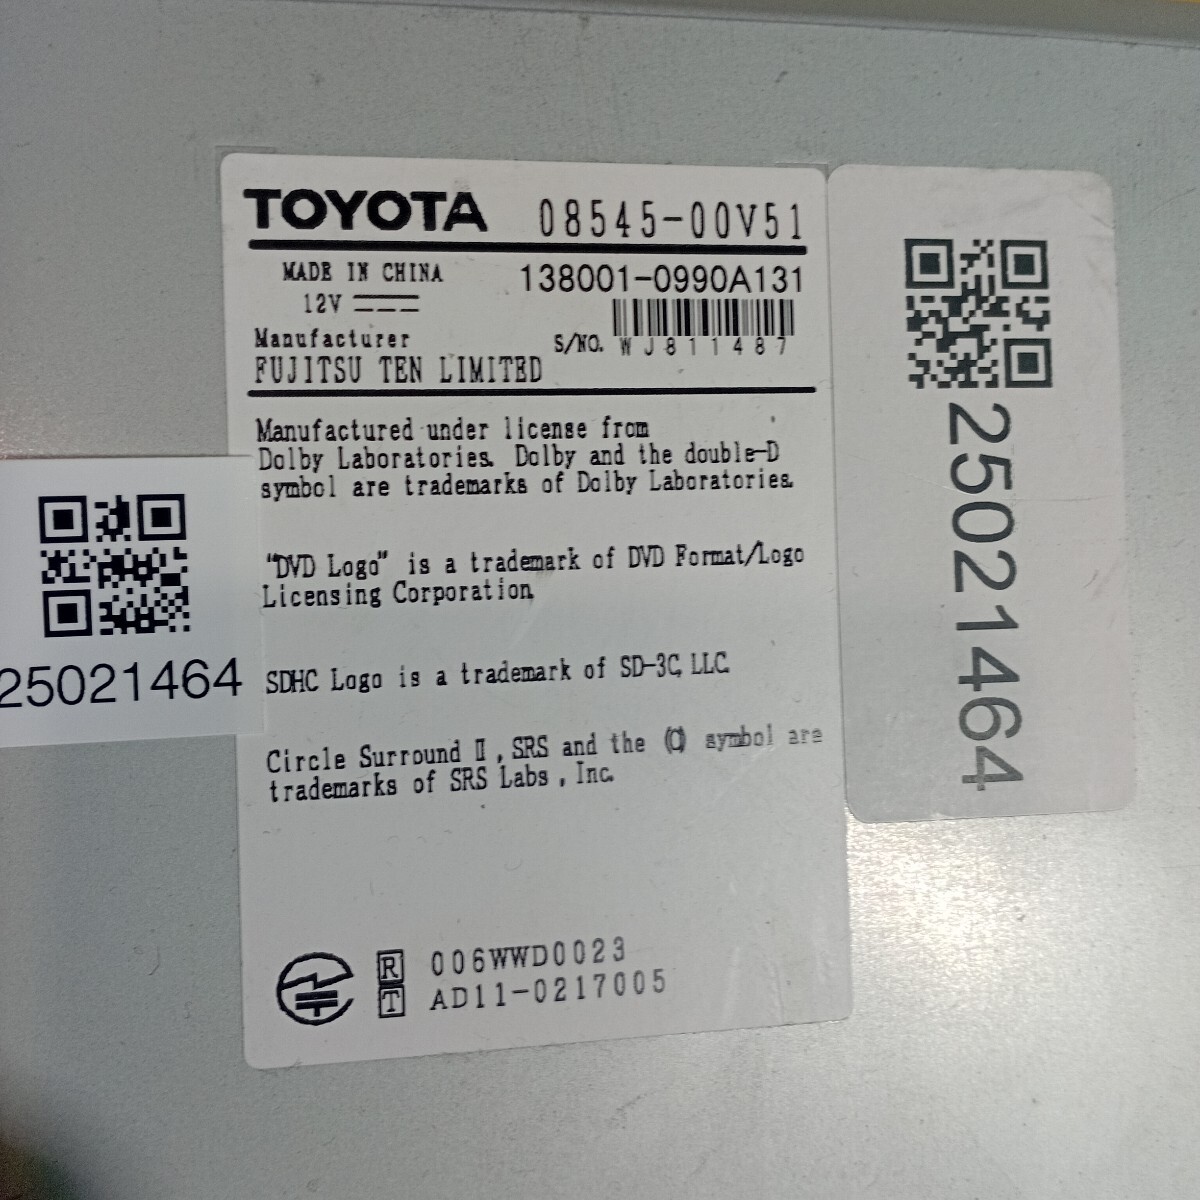 TOYOTA 08545-00V51
MADE IN CHINA 138001-0990A131
12V
Manufacturer S/NO. WJ811487
FUJITSU TEN LIMITED
Manufactured under license from
Dolby Laboratories. Dolby and the double-D
symbol are trademarks of Dolby Laboratories.
"DVD Logo" is a trademark of DVD Format/Logo
Licensing Corporation.
SDHC Logo is a trademark of SD-3C, LLC.
Circle Surround Ⅱ, SRS and the (●) symbol are
trademarks of SRS Labs, Inc.
R 006WWD0023
T AD11-0217005
25021464
25021464